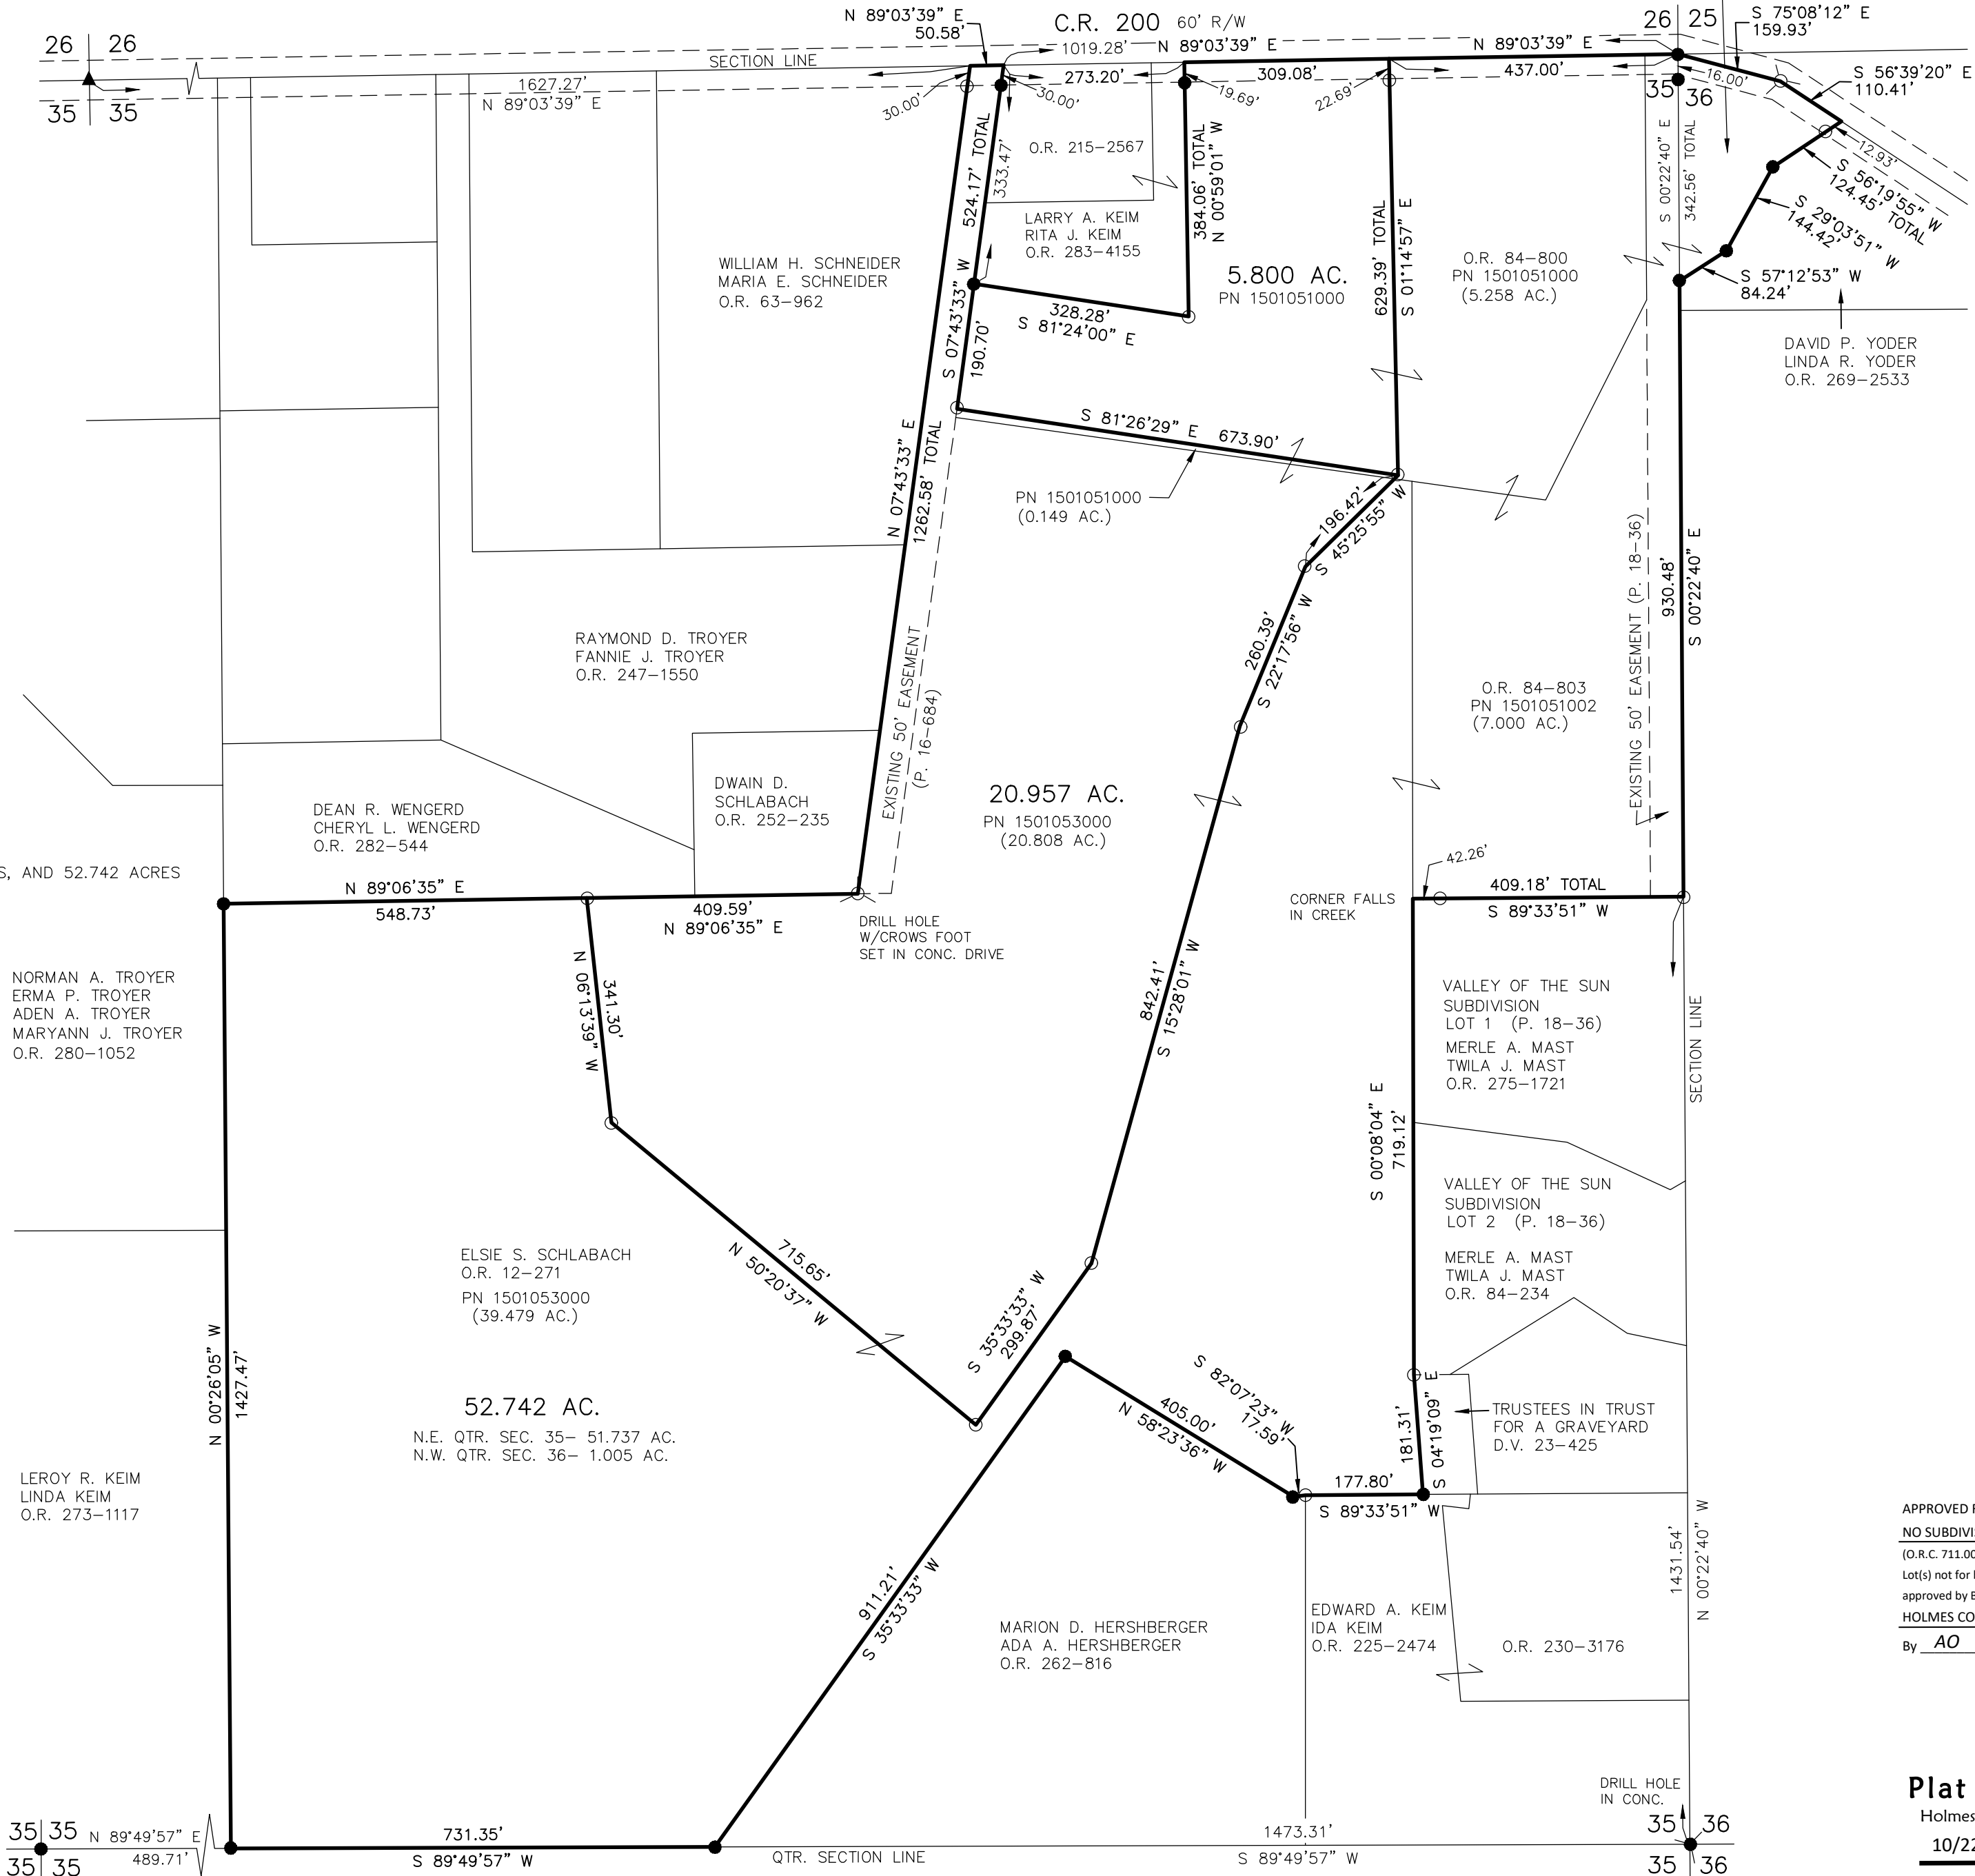 26 26
35 35
N 89°03'39" E
50.58'
C.R. 200 60' R/W
1019.28'
N 89°03'39" E
N 89°03'39" E
26 25
35 36
S 75°08'12" E
159.93'
S 56°39'20" E
110.41'
SECTION LINE
1627.27'
N 89°03'39" E
30.00'
273.20'
30.00'
19.69'
309.08'
22.69'
437.00'
16.00'
12.93'
S 56°19'55" W
124.45' TOTAL
S 29°03'51" W
144.42'
S 57°12'53" W
84.24'
S 00°22'40" E
342.56' TOTAL
524.17' TOTAL
333.47'
S 07°43'33" W
190.70'
O.R. 215-2567
LARRY A. KEIM
RITA J. KEIM
O.R. 283-4155
384.06' TOTAL
N 00°59'01" W
328.28'
S 81°24'00" E
5.800 AC.
PN 1501051000
629.39' TOTAL
S 01°14'57" E
O.R. 84-800
PN 1501051000
(5.258 AC.)
WILLIAM H. SCHNEIDER
MARIA E. SCHNEIDER
O.R. 63-962
DAVID P. YODER
LINDA R. YODER
O.R. 269-2533
N 07°43'33" E
1262.58' TOTAL
S 81°26'29" E 673.90'
PN 1501051000
(0.149 AC.)
196.42'
S 45°25'55" W
260.39'
S 22°17'56" W
930.48'
S 00°22'40" E
EXISTING 50' EASEMENT (P. 18-36)
RAYMOND D. TROYER
FANNIE J. TROYER
O.R. 247-1550
EXISTING 50' EASEMENT
(P. 16-684)
O.R. 84-803
PN 1501051002
(7.000 AC.)
DWAIN D.
SCHLABACH
O.R. 252-235
20.957 AC.
PN 1501053000
(20.808 AC.)
DEAN R. WENGERD
CHERYL L. WENGERD
O.R. 282-544
S, AND 52.742 ACRES
N 89°06'35" E
548.73'
409.59'
N 89°06'35" E
DRILL HOLE
W/CROWS FOOT
SET IN CONC. DRIVE
CORNER FALLS
IN CREEK
42.26'
409.18' TOTAL
S 89°33'51" W
NORMAN A. TROYER
ERMA P. TROYER
ADEN A. TROYER
MARYANN J. TROYER
O.R. 280-1052
341.30'
N 06°13'39" W
842.41'
S 15°28'01" W
VALLEY OF THE SUN
SUBDIVISION
LOT 1 (P. 18-36)
MERLE A. MAST
TWILA J. MAST
O.R. 275-1721
SECTION LINE
S 00°08'04" E
719.12'
VALLEY OF THE SUN
SUBDIVISION
LOT 2 (P. 18-36)
MERLE A. MAST
TWILA J. MAST
O.R. 84-234
ELSIE S. SCHLABACH
O.R. 12-271
PN 1501053000
(39.479 AC.)
715.65'
N 50°20'37" W
S 35°33'33" W
299.87'
N 00°26'05" W
1427.47'
52.742 AC.
N.E. QTR. SEC. 35- 51.737 AC.
N.W. QTR. SEC. 36- 1.005 AC.
S 82°07'23" W
17.59'
405.00'
N 58°23'36" W
181.31'
S 04°19'09" E
TRUSTEES IN TRUST
FOR A GRAVEYARD
D.V. 23-425
177.80'
S 89°33'51" W
LEROY R. KEIM
LINDA KEIM
O.R. 273-1117
911.21'
S 35°33'33" W
1431.54'
N 00°22'40" W
APPROVED
NO SUBDIVIS
(O.R.C. 711.00
Lot(s) not for
approved by
HOLMES CO
By AO
MARION D. HERSHBERGER
ADA A. HERSHBERGER
O.R. 262-816
EDWARD A. KEIM
IDA KEIM
O.R. 225-2474
O.R. 230-3176
DRILL HOLE
IN CONC.
Plat
Holmes
10/22
35 35
35 35
N 89°49'57" E
489.71'
731.35'
S 89°49'57" W
QTR. SECTION LINE
1473.31'
S 89°49'57" W
35 36
35 36